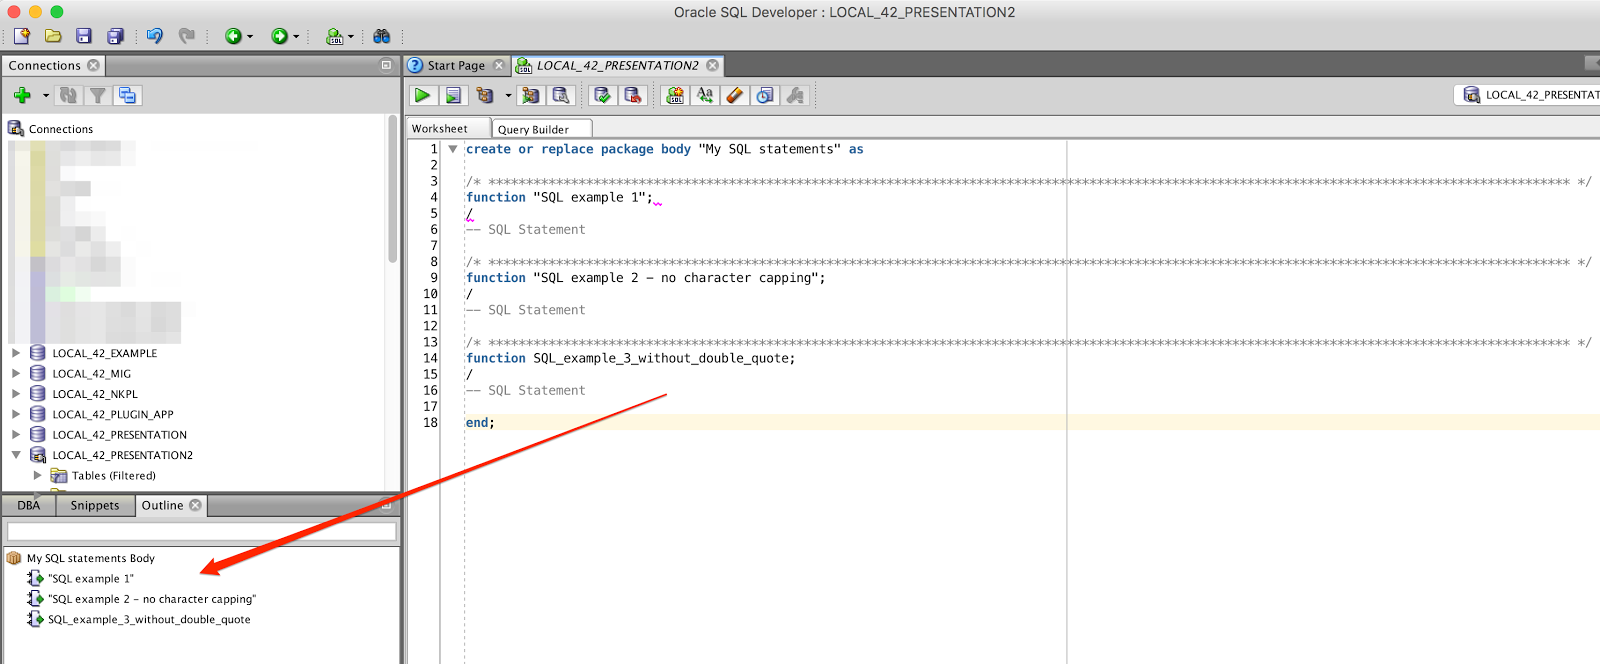 Oracle SQL Developer : LOCAL_42_PRESENTATION2
Connections
Start Page
LOCAL_42_PRESENTATION2
LOCAL_42_PRESENTAT
Connections
LOCAL_42_EXAMPLE
LOCAL_42_MIG
LOCAL_42_NKPL
LOCAL_42_PLUGIN_APP
LOCAL_42_PRESENTATION
LOCAL_42_PRESENTATION2
Tables (Filtered)
DBA Snippets Outline
My SQL statements Body
"SQL example 1"
"SQL example 2 - no character capping"
SQL_example_3_without_double_quote
Worksheet Query Builder
1 create or replace package body "My SQL statements" as
2
3 /* ************************************************************************************************************************************************ */
4 function "SQL example 1";
5 /
6 -- SQL Statement
7
8 /* ************************************************************************************************************************************************ */
9 function "SQL example 2 - no character capping";
10 /
11 -- SQL Statement
12
13 /* ************************************************************************************************************************************************ */
14 function SQL_example_3_without_double_quote;
15 /
16 -- SQL Statement
17
18 end;